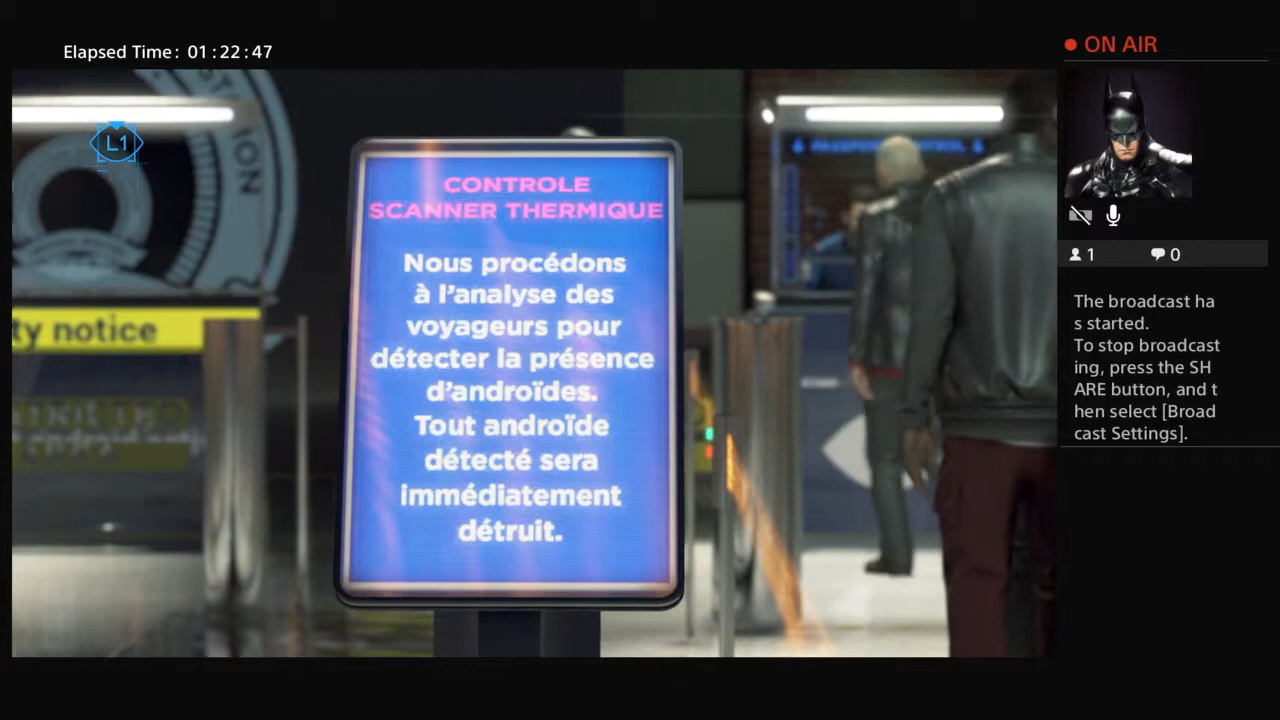 Elapsed Time: 01:22:47
ON AIR
L1
TION
CONTROLE
SCANNER THERMIQUE
Nous procédons
à l'analyse des
voyageurs pour
détecter la présence
d'androïdes.
Tout androïde
détecté sera
immédiatement
détruit.
ty notice
1
0
The broadcast ha
s started.
To stop broadcast
ing, press the SH
ARE button, and t
hen select [Broad
cast Settings].